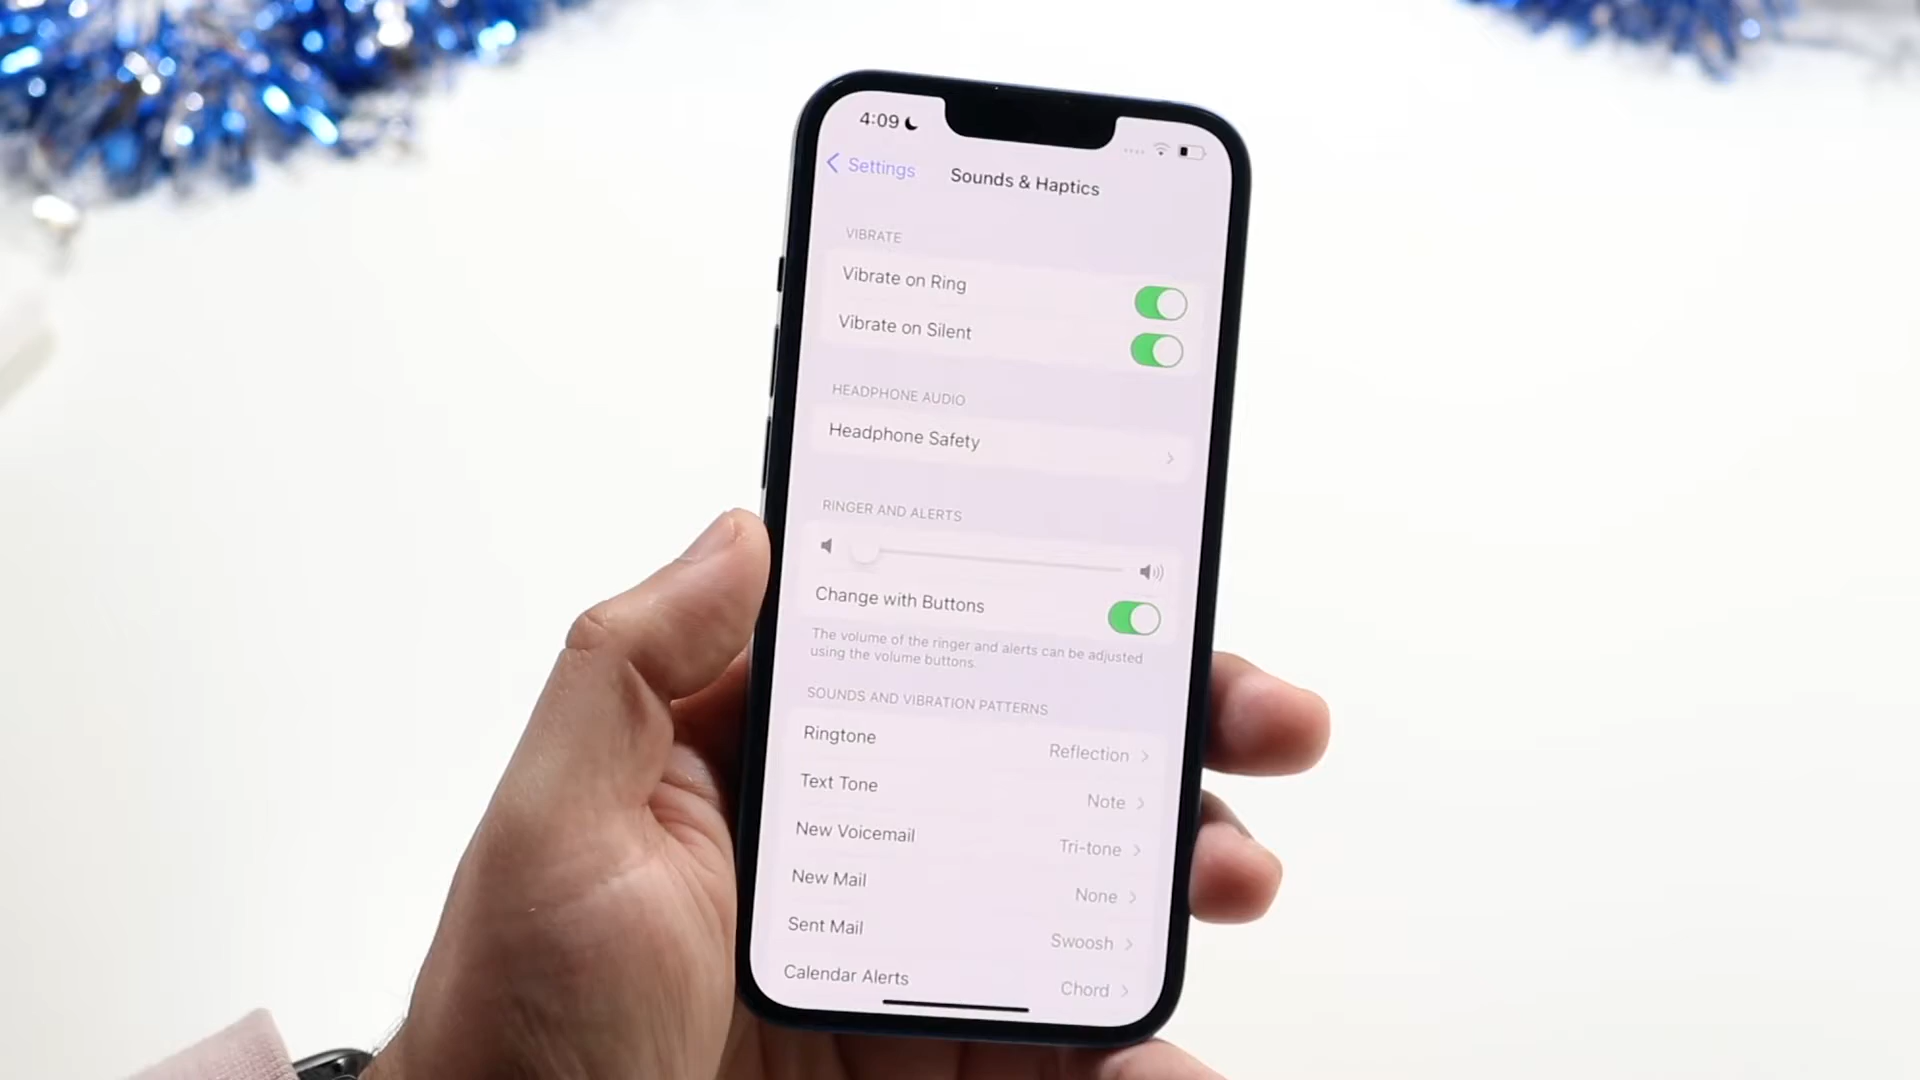 4:09
Settings
Sounds & Haptics
VIBRATE
Vibrate on Ring
Vibrate on Silent
HEADPHONE AUDIO
Headphone Safety
RINGER AND ALERTS
Change with Buttons
The volume of the ringer and alerts can be adjusted
using the volume buttons.
SOUNDS AND VIBRATION PATTERNS
Ringtone Reflection
Text Tone Note
New Voicemail Tri-tone
New Mail None
Sent Mail Swoosh
Calendar Alerts Chord